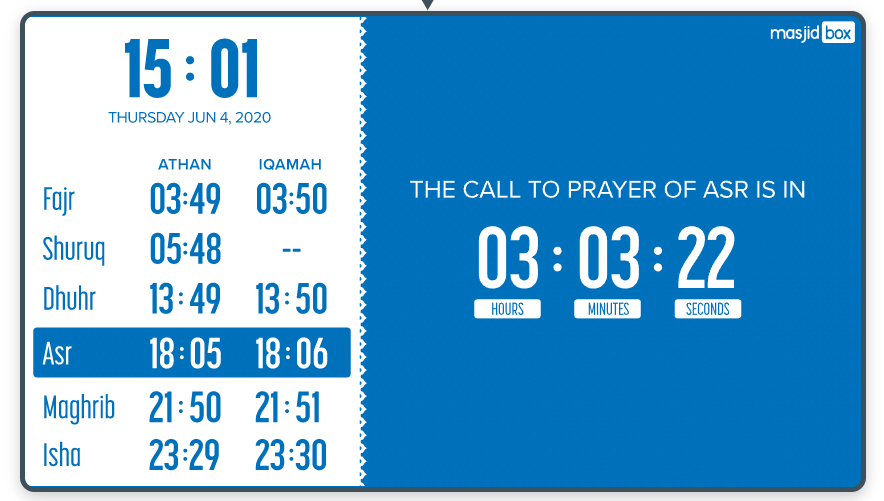 15:01
THURSDAY JUN 4, 2020
ATHAN IQAMAH
Fajr 03:49 03:50
Shuruq 05:48 --
Dhuhr 13:49 13:50
Asr 18:05 18:06
Maghrib 21:50 21:51
Isha 23:29 23:30
masjidbox
THE CALL TO PRAYER OF ASR IS IN
03:03:22
HOURS MINUTES SECONDS